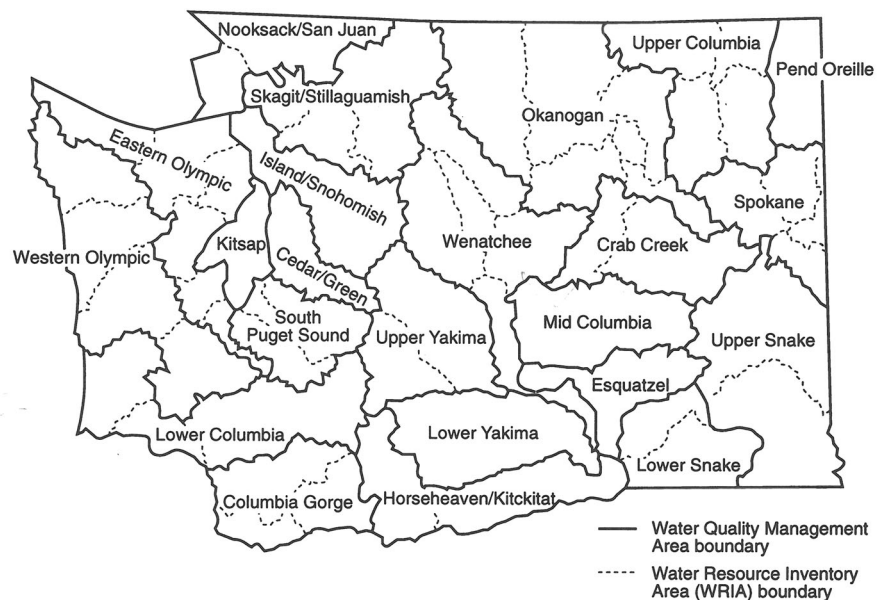 Nooksack/San Juan
Upper Columbia
Pend Oreille
Skagit/Stillaguamish
Okanogan
Eastern Olympic
Island/Snohomish
Spokane
Kitsap
Wenatchee
Crab Creek
Western Olympic
Cedar/Green
South
Puget Sound
Mid Columbia
Upper Yakima
Upper Snake
Esquatzel
Lower Columbia
Lower Yakima
Lower Snake
Columbia Gorge
Horseheaven/Kitckitat
Water Quality Management
Area boundary
Water Resource Inventory
Area (WRIA) boundary